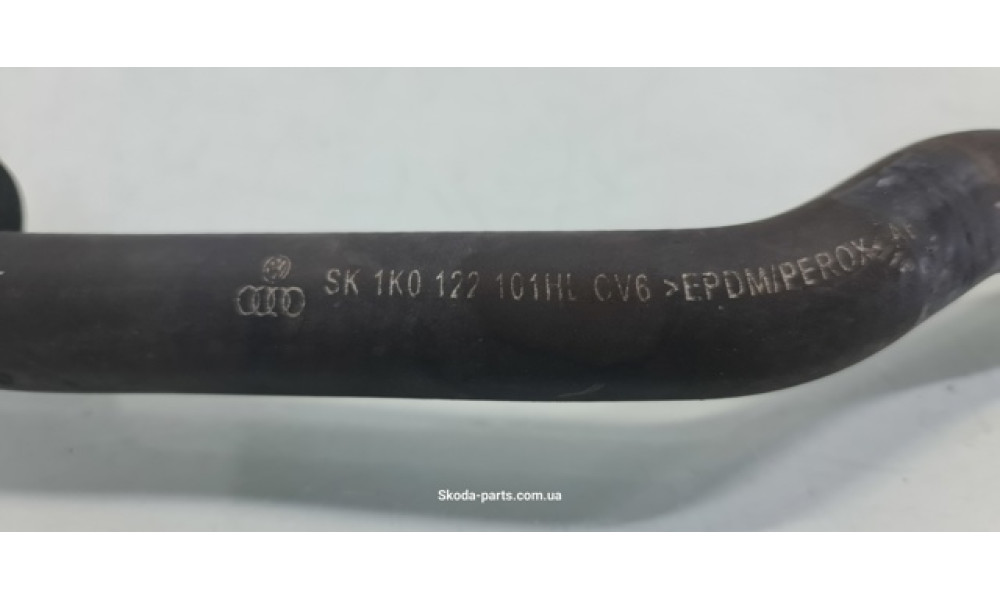 SK 1K0 122 101HL CV6 >EPDM/PEROX<
Skoda-parts.com.ua